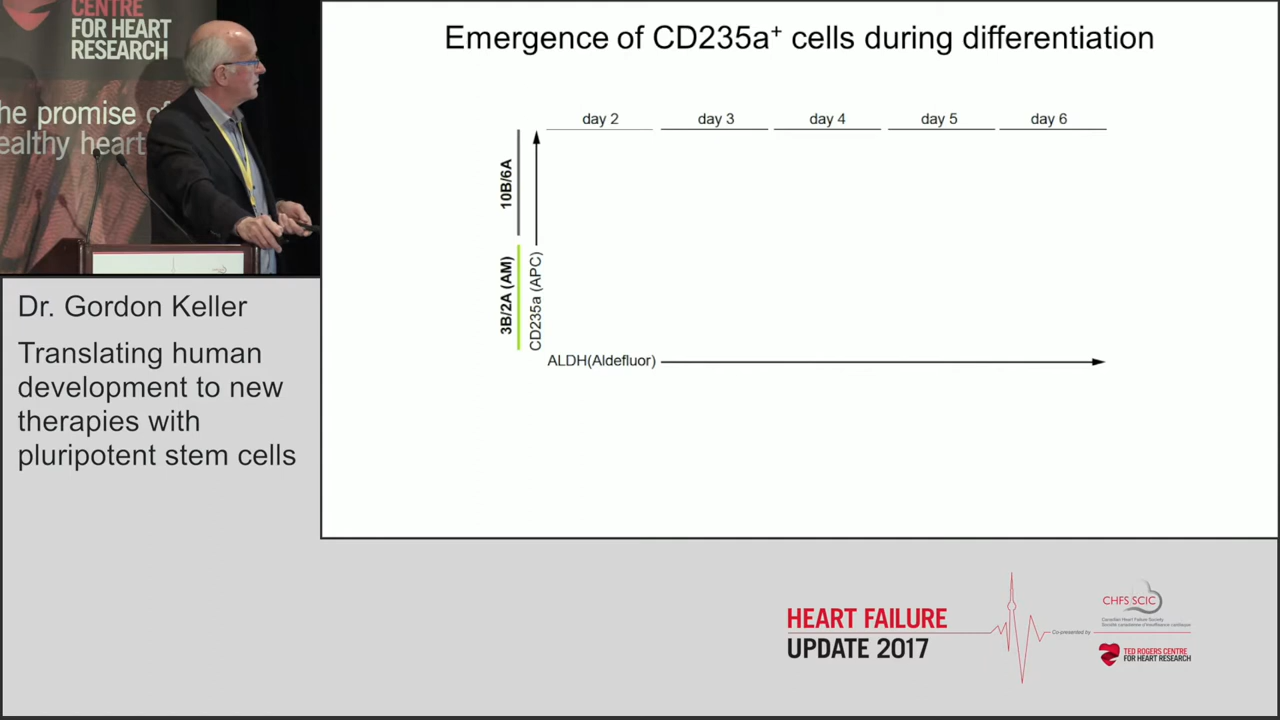 CENTRE
FOR HEART
RESEARCH
he promise of
ealthy heart
Dr. Gordon Keller
Translating human
development to new
therapies with
pluripotent stem cells
Emergence of CD235a⁺ cells during differentiation
day 2 day 3 day 4 day 5 day 6
10B/6A
3B/2A (AM)
CD235a (APC)
ALDH(Aldefluor)
HEART FAILURE
UPDATE 2017
Co-presented by
CHFS/SCIC
Canadian Heart Failure Society
Société canadienne d'insuffisance cardiaque
TED ROGERS CENTRE
FOR HEART RESEARCH